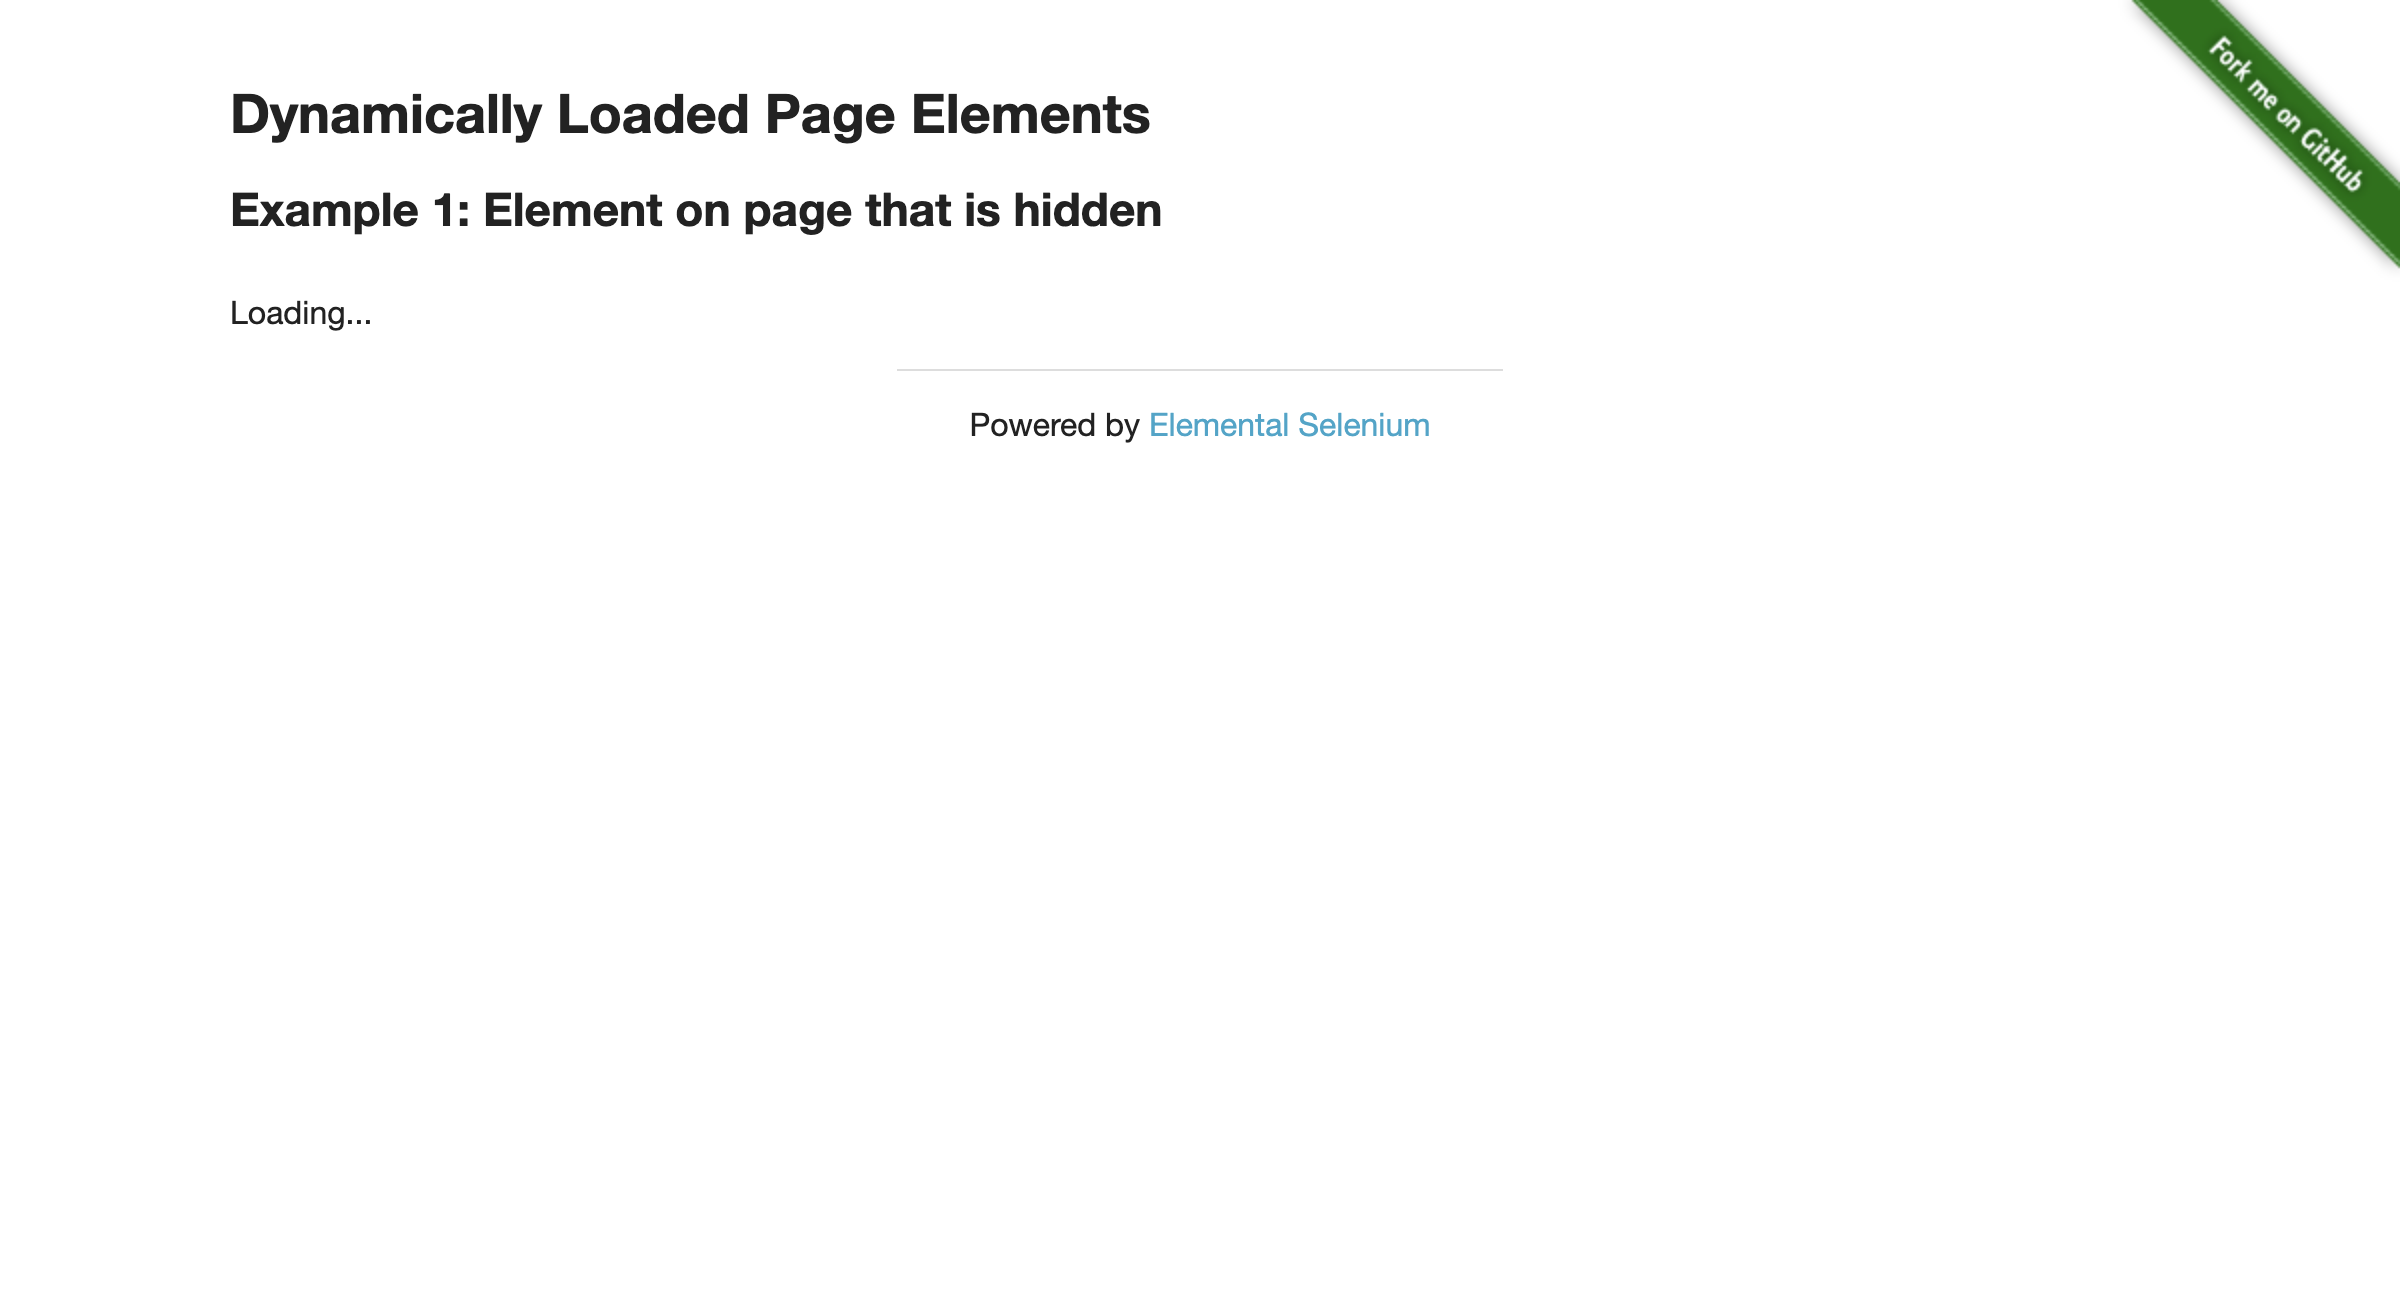 Fork me on GitHub
Dynamically Loaded Page Elements
Example 1: Element on page that is hidden
Loading...
Powered by Elemental Selenium